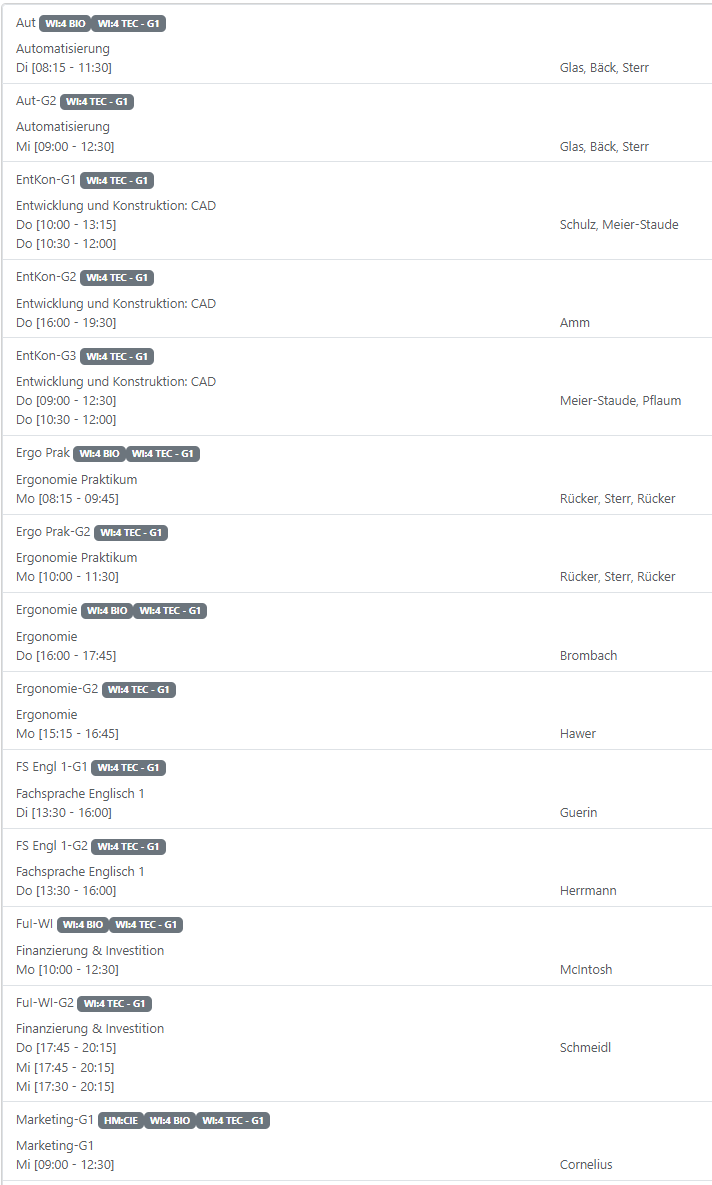 Aut WI:4 BIO WI:4 TEC - G1
Automatisierung
Di [08:15 - 11:30] Glas, Bäck, Sterr
Aut-G2 WI:4 TEC - G1
Automatisierung
Mi [09:00 - 12:30] Glas, Bäck, Sterr
EntKon-G1 WI:4 TEC - G1
Entwicklung und Konstruktion: CAD
Do [10:00 - 13:15] Schulz, Meier-Staude
Do [10:30 - 12:00]
EntKon-G2 WI:4 TEC - G1
Entwicklung und Konstruktion: CAD
Do [16:00 - 19:30] Amm
EntKon-G3 WI:4 TEC - G1
Entwicklung und Konstruktion: CAD
Do [09:00 - 12:30] Meier-Staude, Pflaum
Do [10:30 - 12:00]
Ergo Prak WI:4 BIO WI:4 TEC - G1
Ergonomie Praktikum
Mo [08:15 - 09:45] Rücker, Sterr, Rücker
Ergo Prak-G2 WI:4 TEC - G1
Ergonomie Praktikum
Mo [10:00 - 11:30] Rücker, Sterr, Rücker
Ergonomie WI:4 BIO WI:4 TEC - G1
Ergonomie
Do [16:00 - 17:45] Brombach
Ergonomie-G2 WI:4 TEC - G1
Ergonomie
Mo [15:15 - 16:45] Hawer
FS Engl 1-G1 WI:4 TEC - G1
Fachsprache Englisch 1
Di [13:30 - 16:00] Guerin
FS Engl 1-G2 WI:4 TEC - G1
Fachsprache Englisch 1
Do [13:30 - 16:00] Herrmann
FuI-WI WI:4 BIO WI:4 TEC - G1
Finanzierung & Investition
Mo [10:00 - 12:30] McIntosh
FuI-WI-G2 WI:4 TEC - G1
Finanzierung & Investition
Do [17:45 - 20:15] Schmeidl
Mi [17:45 - 20:15]
Mi [17:30 - 20:15]
Marketing-G1 HM:CIE WI:4 BIO WI:4 TEC - G1
Marketing-G1
Mi [09:00 - 12:30] Cornelius